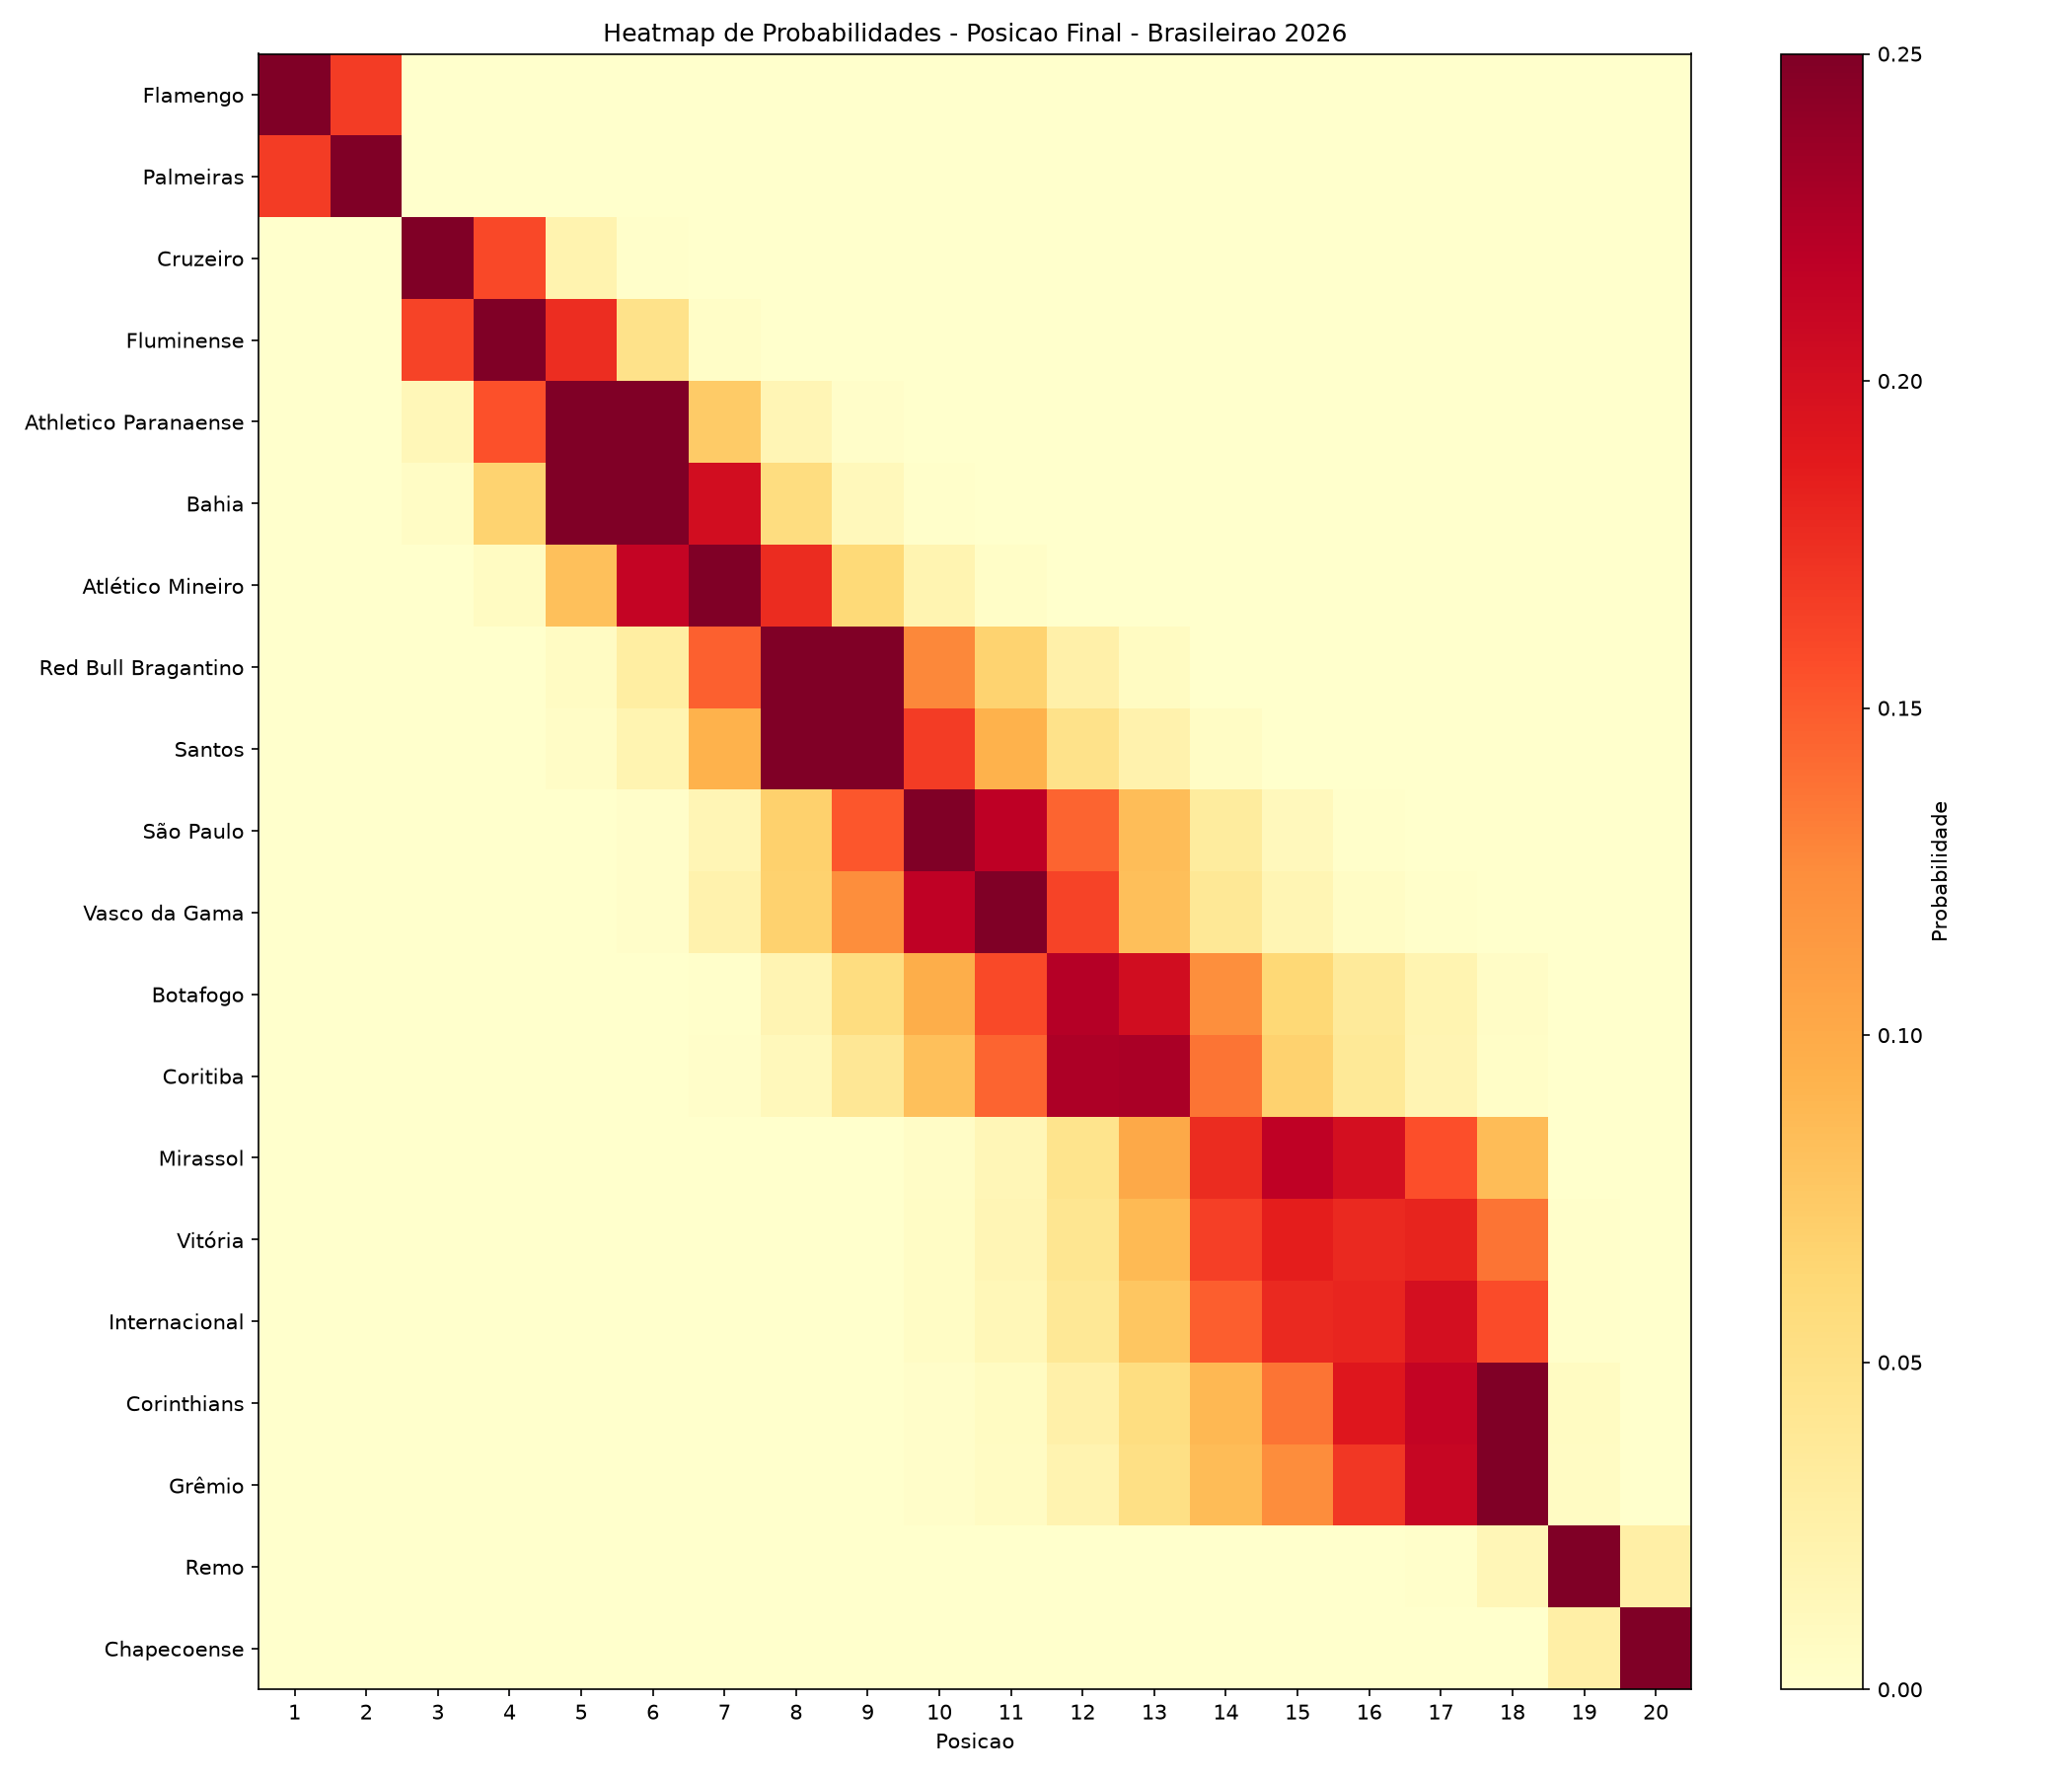 Heatmap de Probabilidades - Posicao Final - Brasileirao 2026
Flamengo
Palmeiras
Cruzeiro
Fluminense
Athletico Paranaense
Bahia
Atlético Mineiro
Red Bull Bragantino
Santos
São Paulo
Vasco da Gama
Botafogo
Coritiba
Mirassol
Vitória
Internacional
Corinthians
Grêmio
Remo
Chapecoense
1 2 3 4 5 6 7 8 9 10 11 12 13 14 15 16 17 18 19 20
Posicao
0.25
0.20
0.15
0.10
0.05
0.00
Probabilidade